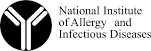 National Institute
of Allergy and
Infectious Diseases